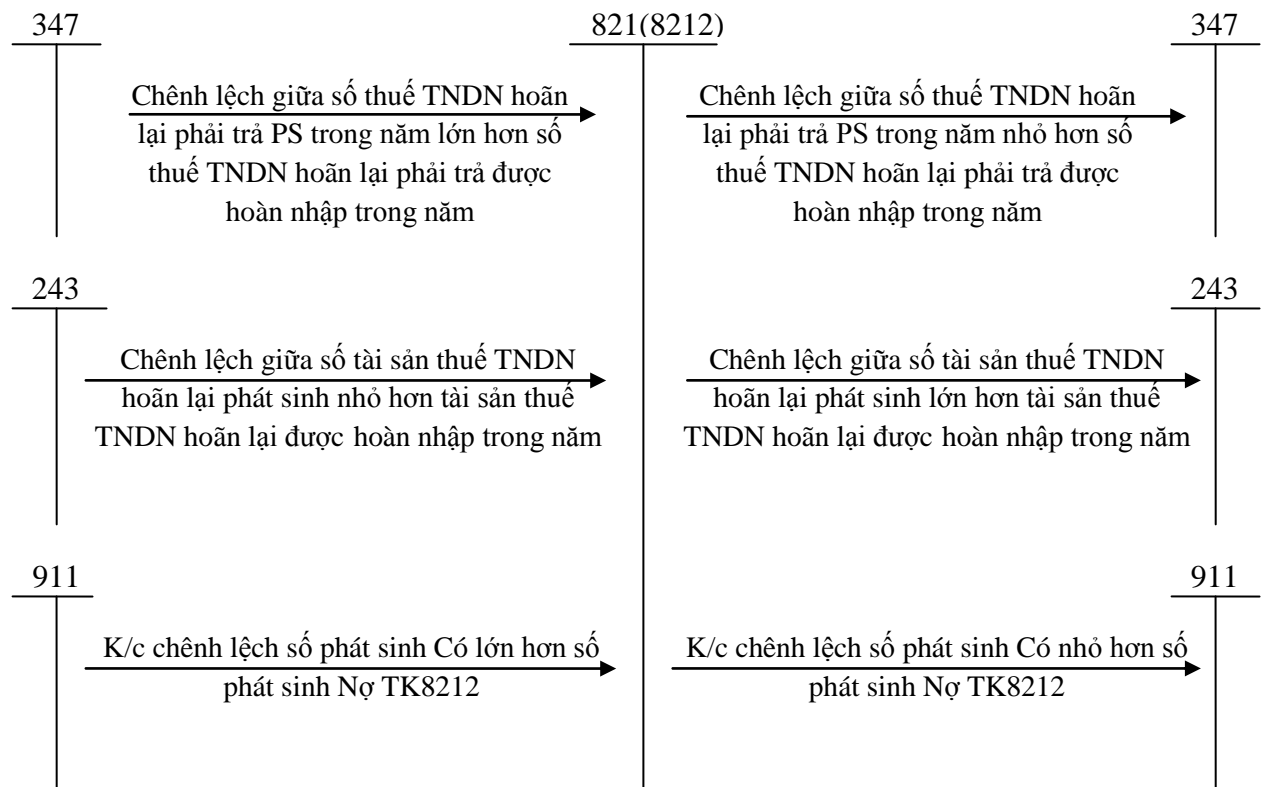 347
821(8212)
347
Chênh lệch giữa số thuế TNDN hoãn
lại phải trả PS trong năm lớn hơn số
thuế TNDN hoãn lại phải trả được
hoàn nhập trong năm
Chênh lệch giữa số thuế TNDN hoãn
lại phải trả PS trong năm nhỏ hơn số
thuế TNDN hoãn lại phải trả được
hoàn nhập trong năm
243
243
Chênh lệch giữa số tài sản thuế TNDN
hoãn lại phát sinh nhỏ hơn tài sản thuế
TNDN hoãn lại được hoàn nhập trong năm
Chênh lệch giữa số tài sản thuế TNDN
hoãn lại phát sinh lớn hơn tài sản thuế
TNDN hoãn lại được hoàn nhập trong năm
911
911
K/c chênh lệch số phát sinh Có lớn hơn số
phát sinh Nợ TK8212
K/c chênh lệch số phát sinh Có nhỏ hơn số
phát sinh Nợ TK8212